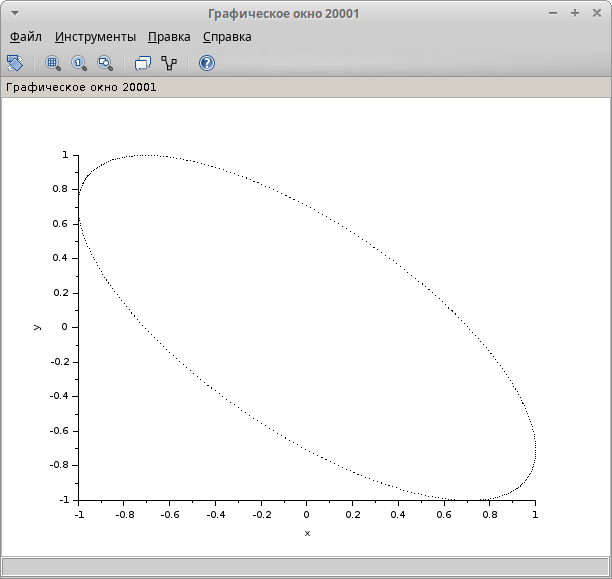 Графическое окно 20001
Файл Инструменты Правка Справка
Графическое окно 20001
1
0.8
0.6
0.4
0.2
0
-0.2
-0.4
-0.6
-0.8
-1
y
-1 -0.8 -0.6 -0.4 -0.2 0 0.2 0.4 0.6 0.8 1
x